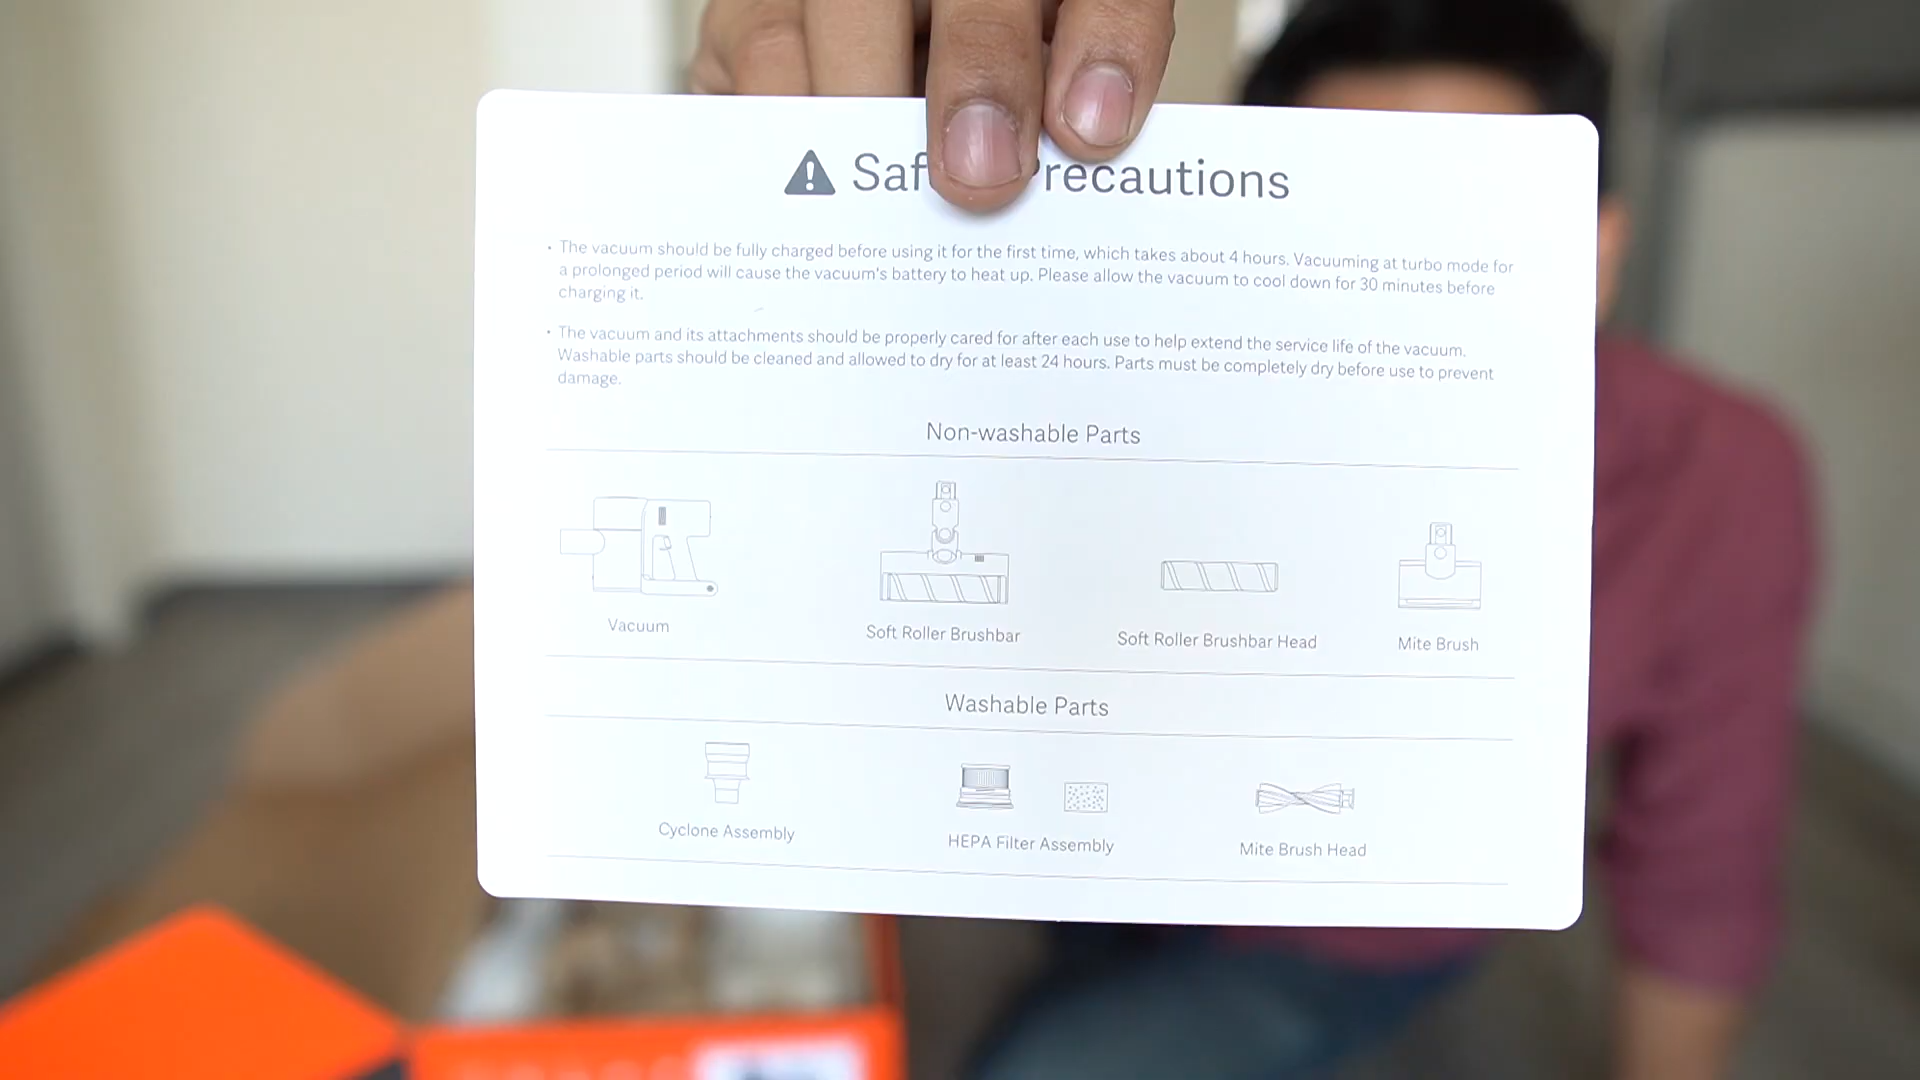 Saf recautions
• The vacuum should be fully charged before using it for the first time, which takes about 4 hours. Vacuuming at turbo mode for
a prolonged period will cause the vacuum's battery to heat up. Please allow the vacuum to cool down for 30 minutes before
charging it.
• The vacuum and its attachments should be properly cared for after each use to help extend the service life of the vacuum.
Washable parts should be cleaned and allowed to dry for at least 24 hours. Parts must be completely dry before use to prevent
damage.
Non-washable Parts
Vacuum
Soft Roller Brushbar
Soft Roller Brushbar Head
Mite Brush
Washable Parts
Cyclone Assembly
HEPA Filter Assembly
Mite Brush Head